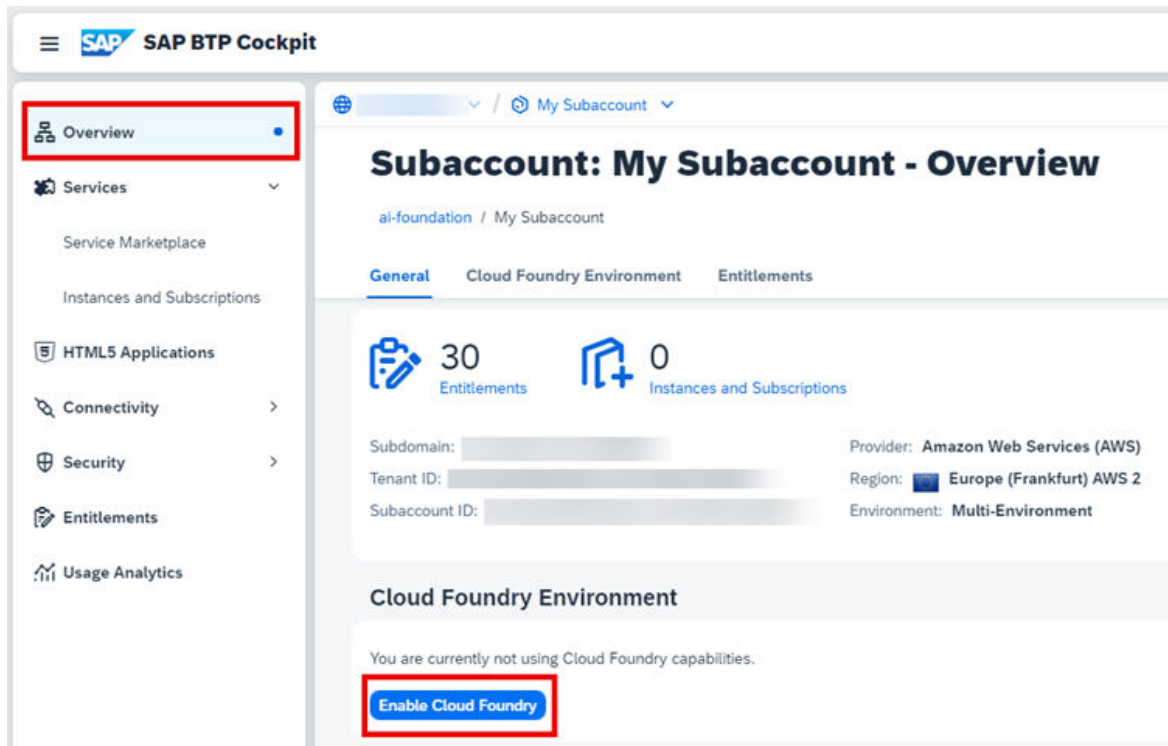 SAP SAP BTP Cockpit
Overview
Services
Service Marketplace
Instances and Subscriptions
5 HTML5 Applications
Connectivity
Security
Entitlements
Usage Analytics
/ My Subaccount
Subaccount: My Subaccount - Overview
ai-foundation / My Subaccount
General Cloud Foundry Environment Entitlements
30 0
Entitlements Instances and Subscriptions
Subdomain: Provider: Amazon Web Services (AWS)
Tenant ID: Region: Europe (Frankfurt) AWS 2
Subaccount ID: Environment: Multi-Environment
Cloud Foundry Environment
You are currently not using Cloud Foundry capabilities.
Enable Cloud Foundry